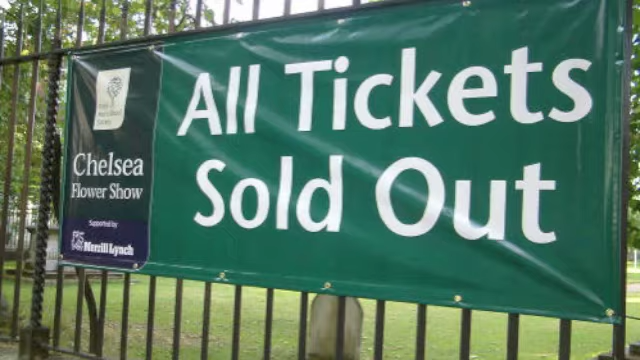 Chelsea
Flower Show
Supported by
Merrill Lynch
All Tickets
Sold Out